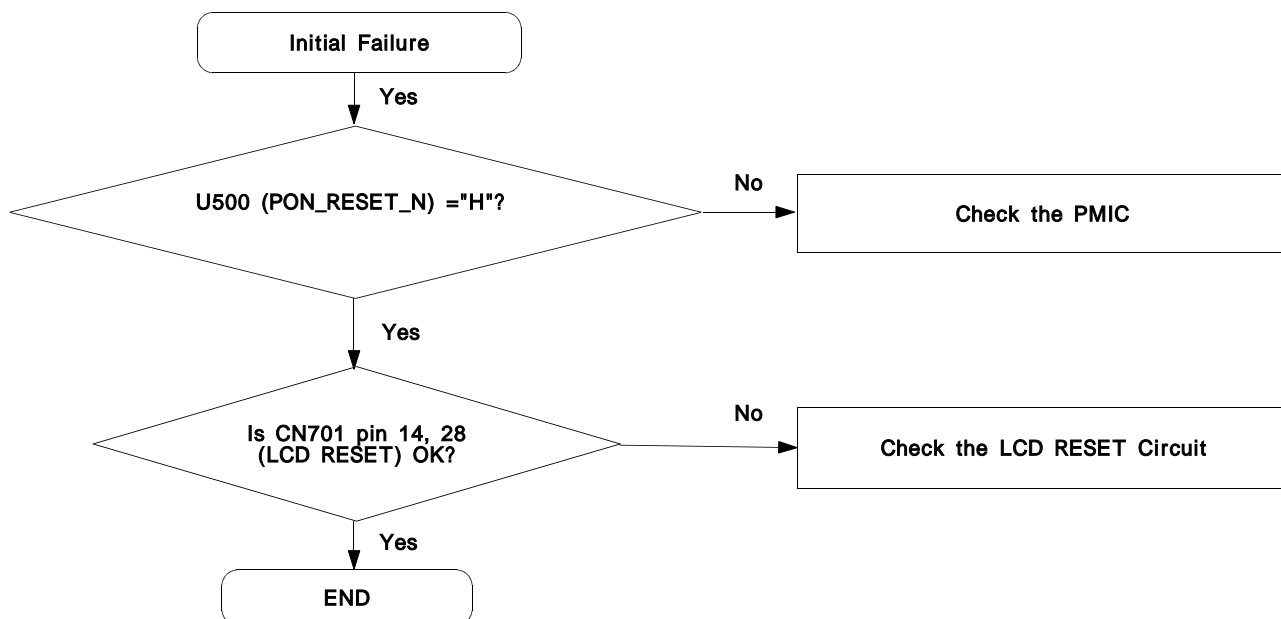 Initial Failure
Yes
U500 (PON_RESET_N) ="H"?
No
Check the PMIC
Yes
Is CN701 pin 14, 28
(LCD RESET) OK?
No
Check the LCD RESET Circuit
Yes
END